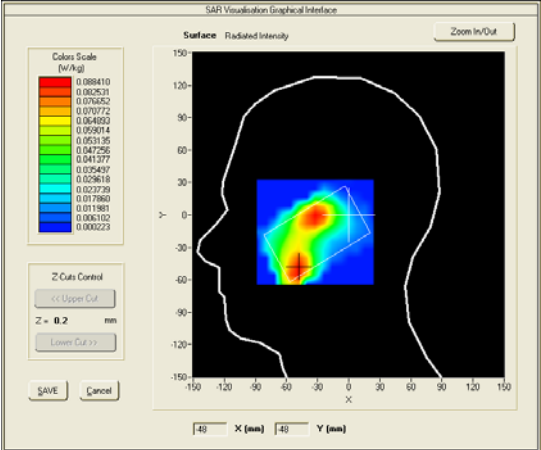 SAR Visualisation Graphical Interface
Surface Radiated Intensity
Zoom In/Out
Colors Scale
(W/kg)
0.088410
0.082531
0.076652
0.070772
0.064893
0.059014
0.053135
0.047256
0.041377
0.035497
0.029618
0.023739
0.017860
0.011981
0.006102
0.000223
150-
120-
90-
60-
30-
0-
-30-
-60-
-90-
-120-
-150-
Y
-150 -120 -90 -60 -30 0 30 60 90 120 150
X
Z-Cuts Control
<< Upper Cut
Z = 0.2 mm
Lower Cut >>
SAVE Cancel
-48 X (mm) -48 Y (mm)